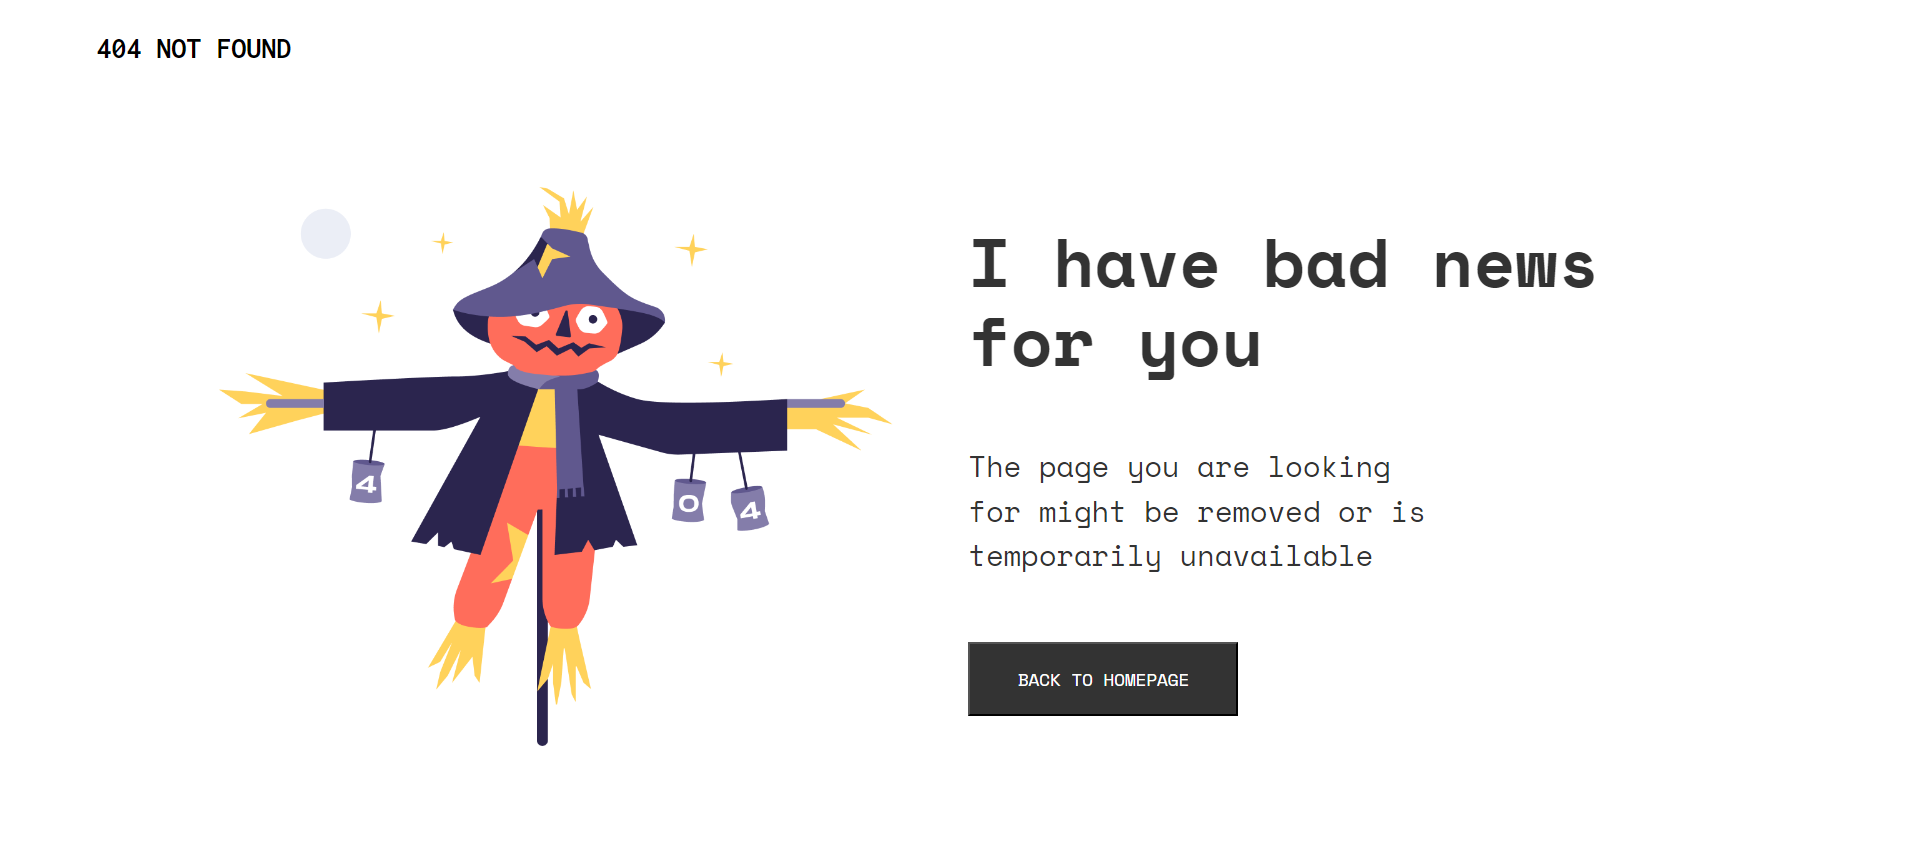 404 NOT FOUND
I have bad news
for you
4
0
4
The page you are looking
for might be removed or is
temporarily unavailable
BACK TO HOMEPAGE